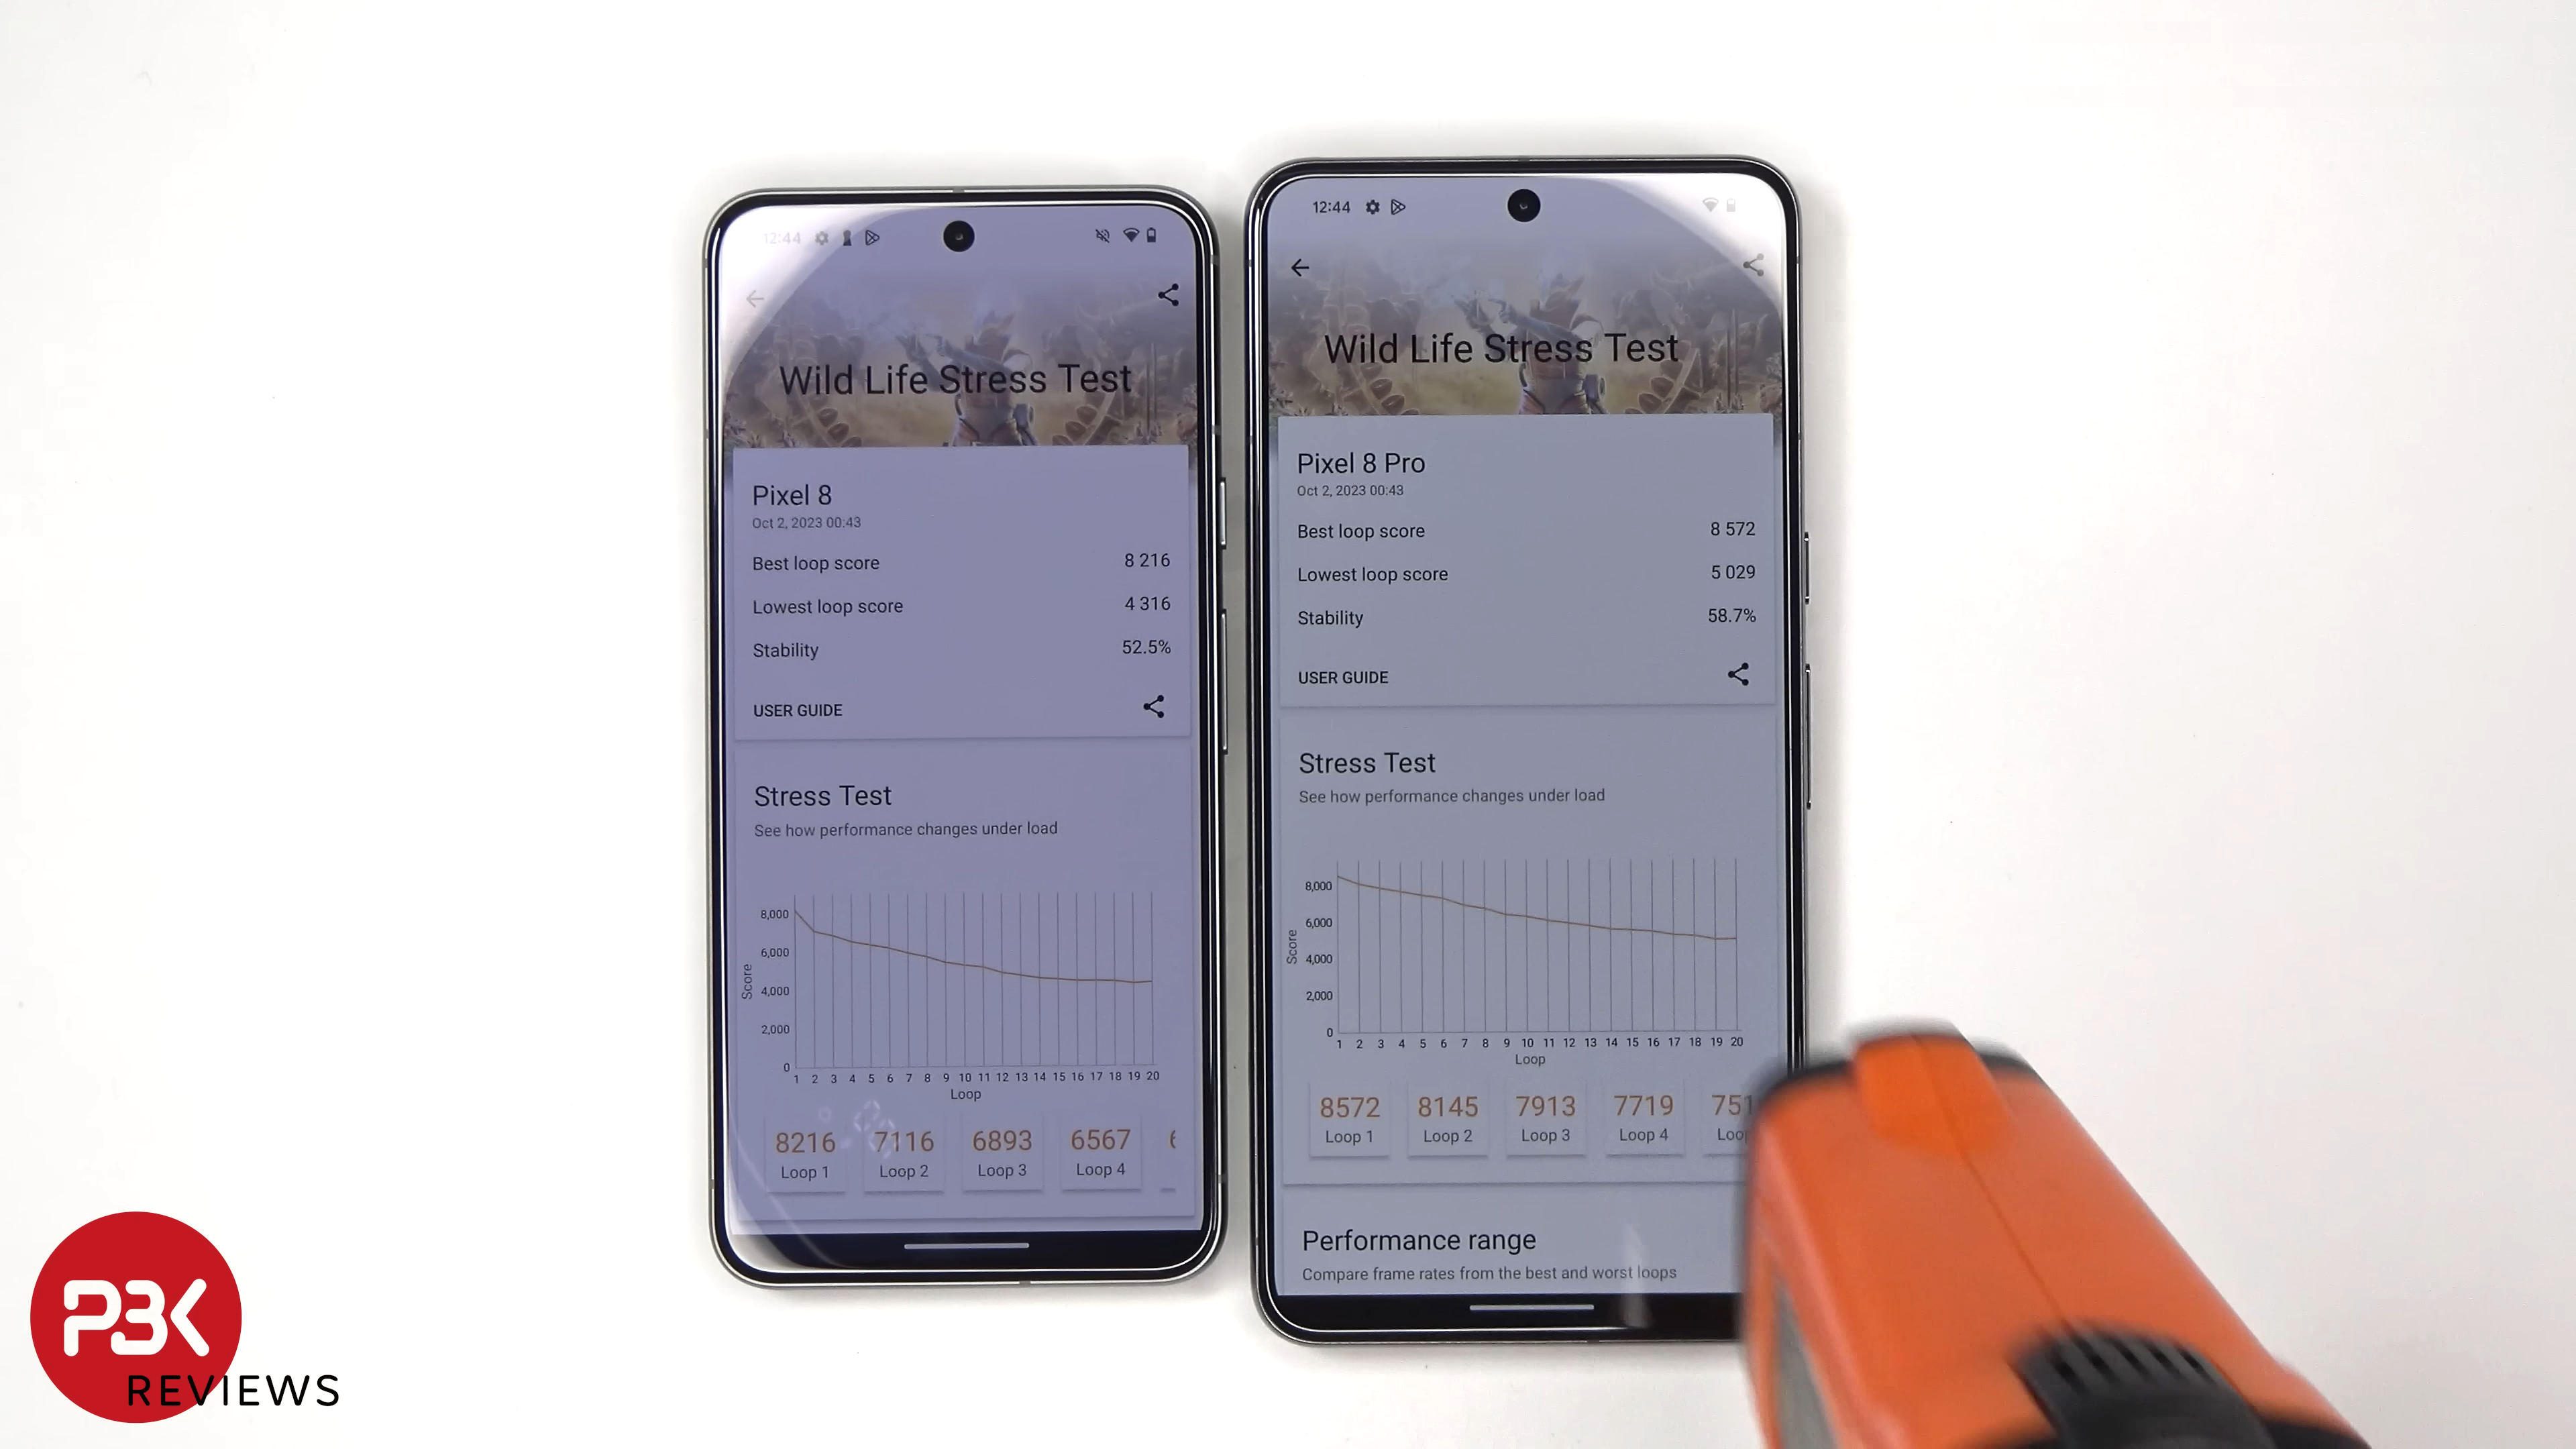 12:44
Wild Life Stress Test
Pixel 8
Oct 2, 2023 00:43
Best loop score 8 216
Lowest loop score 4 316
Stability 52.5%
USER GUIDE
Stress Test
See how performance changes under load
8,000
6,000
4,000
2,000
0
Score
1 2 3 4 5 6 7 8 9 10 11 12 13 14 15 16 17 18 19 20
Loop
8216 7116 6893 6567
Loop 1 Loop 2 Loop 3 Loop 4
12:44
Wild Life Stress Test
Pixel 8 Pro
Oct 2, 2023 00:43
Best loop score 8 572
Lowest loop score 5 029
Stability 58.7%
USER GUIDE
Stress Test
See how performance changes under load
8,000
6,000
4,000
2,000
0
Score
1 2 3 4 5 6 7 8 9 10 11 12 13 14 15 16 17 18 19 20
Loop
8572 8145 7913 7719
Loop 1 Loop 2 Loop 3 Loop 4
Performance range
Compare frame rates from the best and worst loops
PBK
REVIEWS